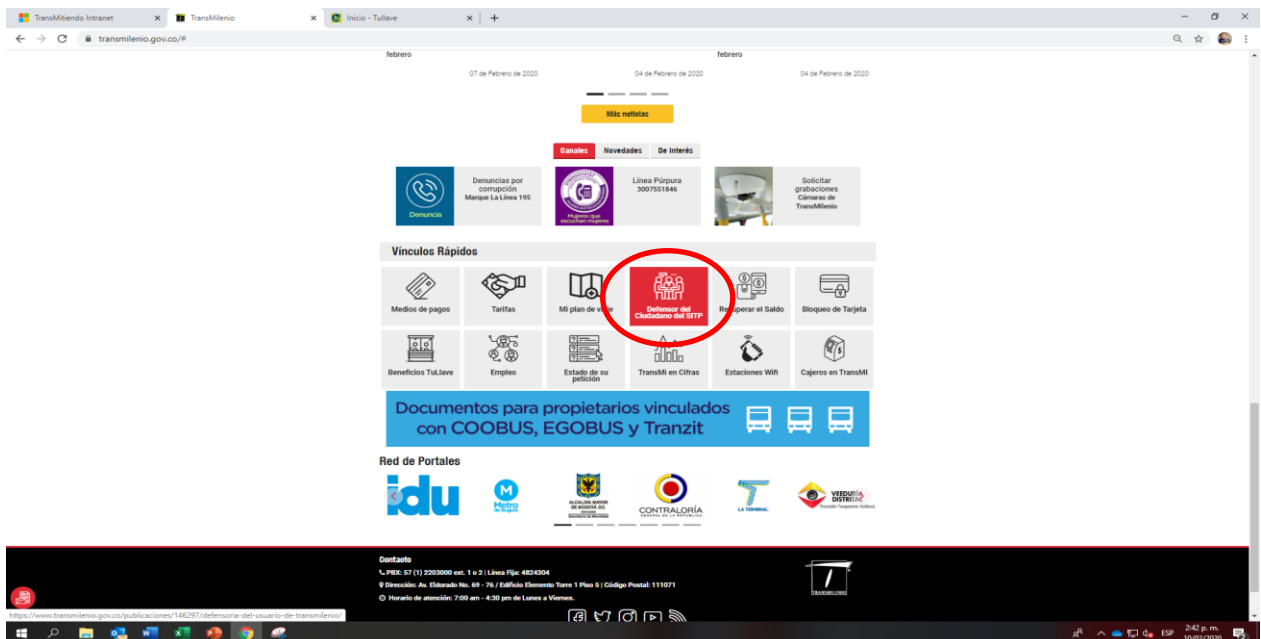 TransMitiendo Intranet
TransMilenio
Inicio - Tullave
transmilenio.gov.co/#
febrero
febrero
07 de Febrero de 2020
04 de Febrero de 2020
04 de Febrero de 2020
Más noticias
Canales
Novedades
De Interés
Denuncia
Denuncias por
corrupción
Marque La Línea 195
Mujeres que
escuchan mujeres
Línea Púrpura
3007551846
Solicitar
grabaciones
Cámaras de
TransMilenio
Vínculos Rápidos
Medios de pagos
Tarifas
Mi plan de viaje
Defensor del
Ciudadano del SITP
Recuperar el Saldo
Bloqueo de Tarjeta
Beneficios TuLlave
Empleo
Estado de su
petición
TransMi en Cifras
Estaciones Wifi
Cajeros en TransMI
Documentos para propietarios vinculados
con COOBUS, EGOBUS y Tranzit
Red de Portales
idu
M
Metro
de Bogotá
ALCALDÍA MAYOR
DE BOGOTÁ D.C.
CONTRALORÍA
GENERAL DE LA REPÚBLICA
LA TERMINAL
VEEDURÍA
DISTRITAL
Contacto
PBX: 57 (1) 2203000 ext. 1 o 2 | Línea Fija: 4824304
Dirección: Av. Eldorado No. 69 - 76 / Edificio Elemento Torre 1 Piso 5 | Código Postal: 111071
Horario de atención: 7:00 am - 4:30 pm de Lunes a Viernes.
TRANSMILENIO
https://www.transmilenio.gov.co/publicaciones/146297/defensoria-del-usuario-de-transmilenio/
ESP
2:42 p. m.
10/02/2020